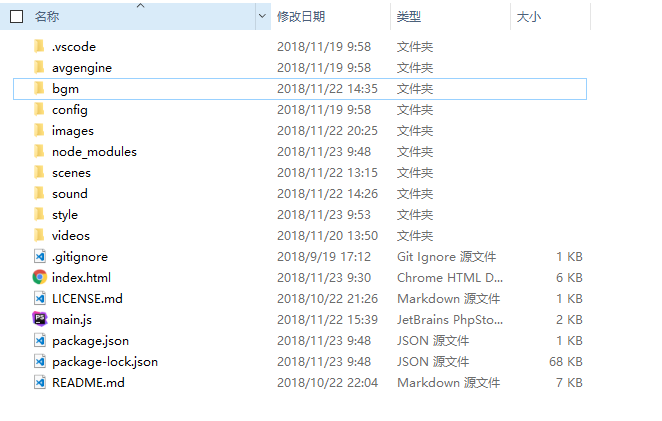 名称 修改日期 类型 大小
.vscode 2018/11/19 9:58 文件夹
avgengine 2018/11/19 9:58 文件夹
bgm 2018/11/22 14:35 文件夹
config 2018/11/19 9:58 文件夹
images 2018/11/22 20:25 文件夹
node_modules 2018/11/23 9:48 文件夹
scenes 2018/11/22 13:15 文件夹
sound 2018/11/22 14:26 文件夹
style 2018/11/23 9:53 文件夹
videos 2018/11/20 13:50 文件夹
.gitignore 2018/9/19 17:12 Git Ignore 源文件 1 KB
index.html 2018/11/23 9:30 Chrome HTML D... 6 KB
LICENSE.md 2018/10/22 21:26 Markdown 源文件 1 KB
main.js 2018/11/22 15:39 JetBrains PhpSto... 2 KB
package.json 2018/11/23 9:48 JSON 源文件 1 KB
package-lock.json 2018/11/23 9:48 JSON 源文件 68 KB
README.md 2018/10/22 22:04 Markdown 源文件 7 KB